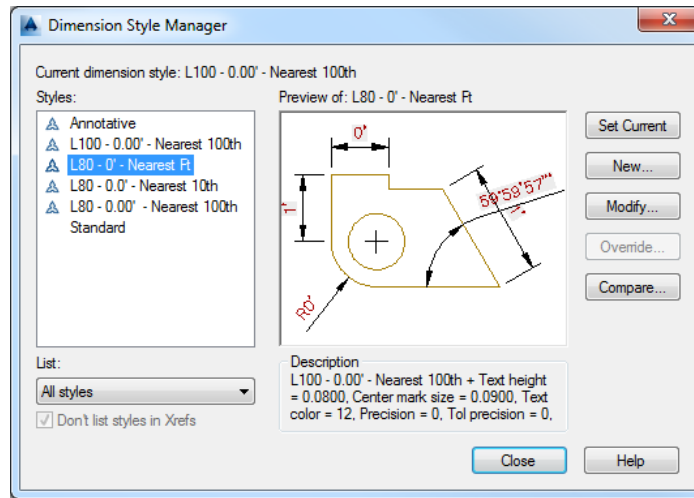 Dimension Style Manager
Current dimension style: L100 - 0.00' - Nearest 100th
Styles:
Annotative
L100 - 0.00' - Nearest 100th
L80 - 0' - Nearest Ft
L80 - 0.0' - Nearest 10th
L80 - 0.00'  - Nearest 100th
Standard
Preview of: L80 - 0' - Nearest Ft
0'
1'
59°59'57"
1'
R0'
Set Current
New...
Modify...
Override...
Compare...
List:
All styles
Don't list styles in Xrefs
Description
L100 - 0.00' - Nearest 100th + Text height
= 0.0800, Center mark size = 0.0900, Text
color = 12, Precision = 0, Tol precision = 0,
Close
Help